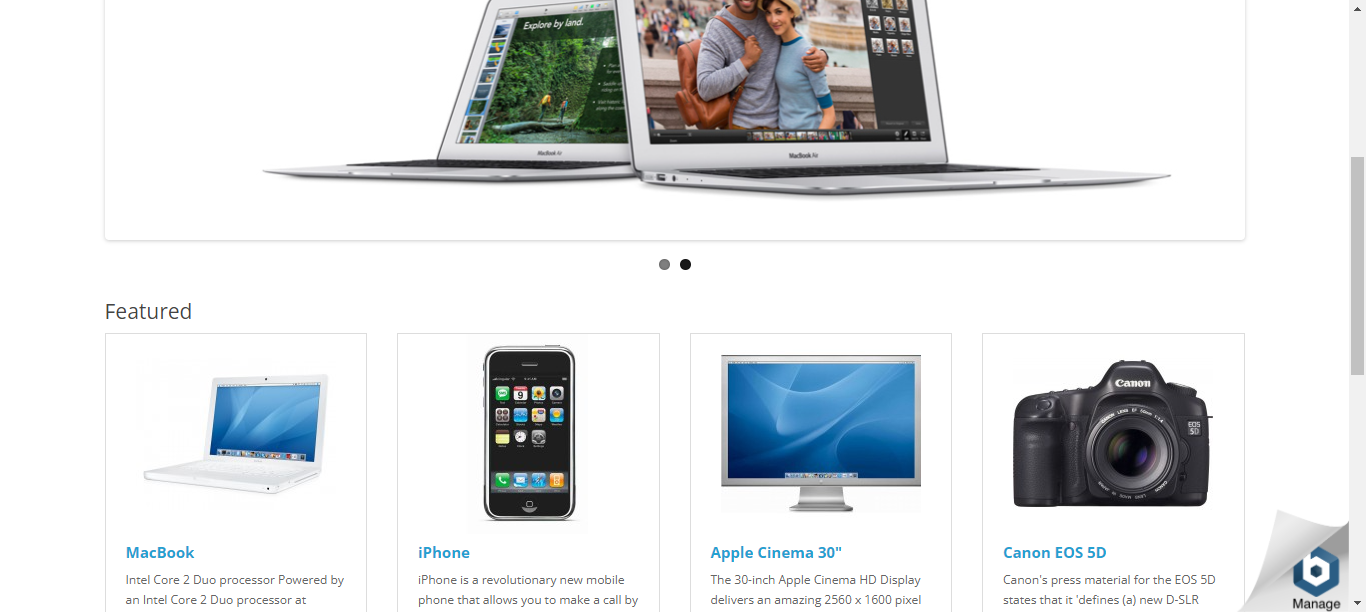 Explore by land.
MacBook Air
MacBook Air
Featured
Canon
EOS
5D
MacBook
iPhone
Apple Cinema 30"
Canon EOS 5D
Intel Core 2 Duo processor Powered by
an Intel Core 2 Duo processor at
iPhone is a revolutionary new mobile
phone that allows you to make a call by
The 30-inch Apple Cinema HD Display
delivers an amazing 2560 x 1600 pixel
Canon's press material for the EOS 5D
states that it 'defines (a) new D-SLR
Manage